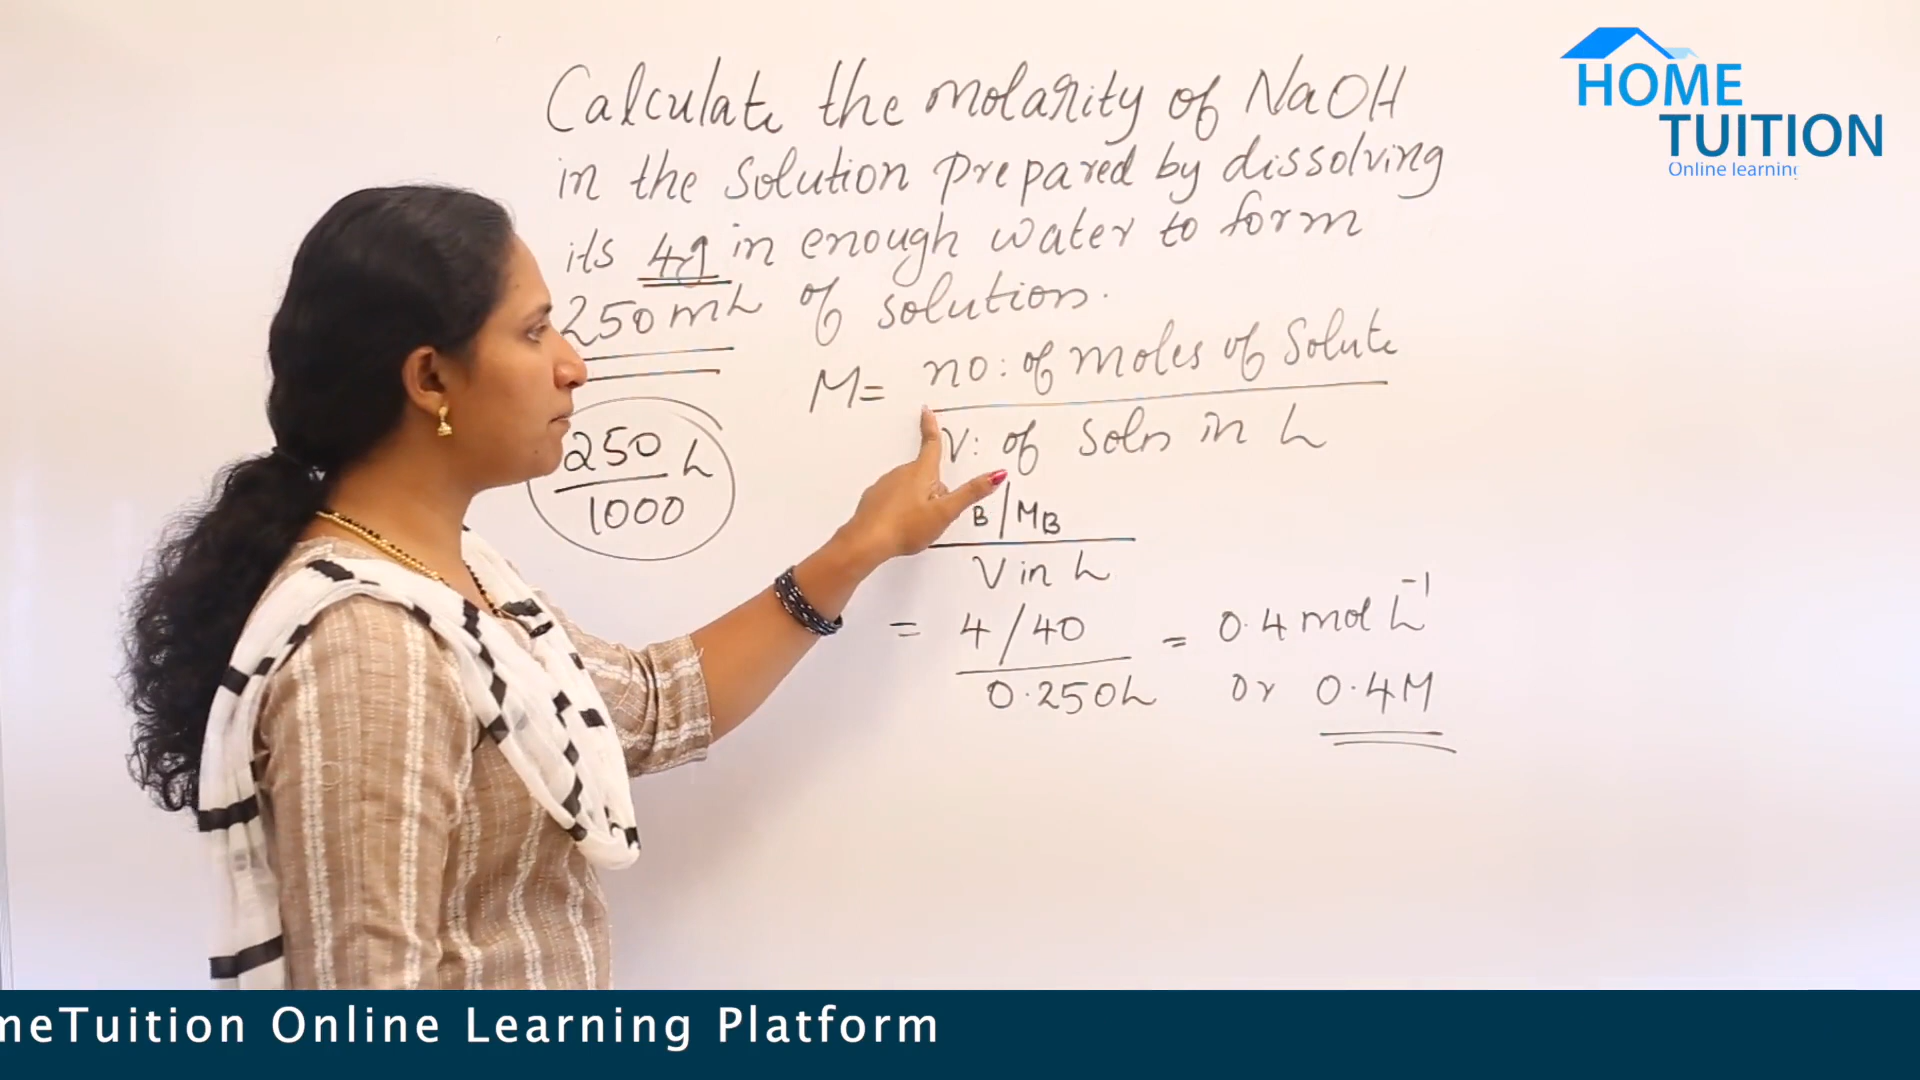 Calculate the molarity of NaOH
in the solution prepared by dissolving
its 4g in enough water to form
250 mL of solution.
M = no: of moles of Solute
V: of soln in L
250
1000
L
B / MB
V in L
= 4/40
0.250L
= 0.4 mol L⁻¹
or 0.4M
HOME
TUITION
Online learning
meTuition Online Learning Platform